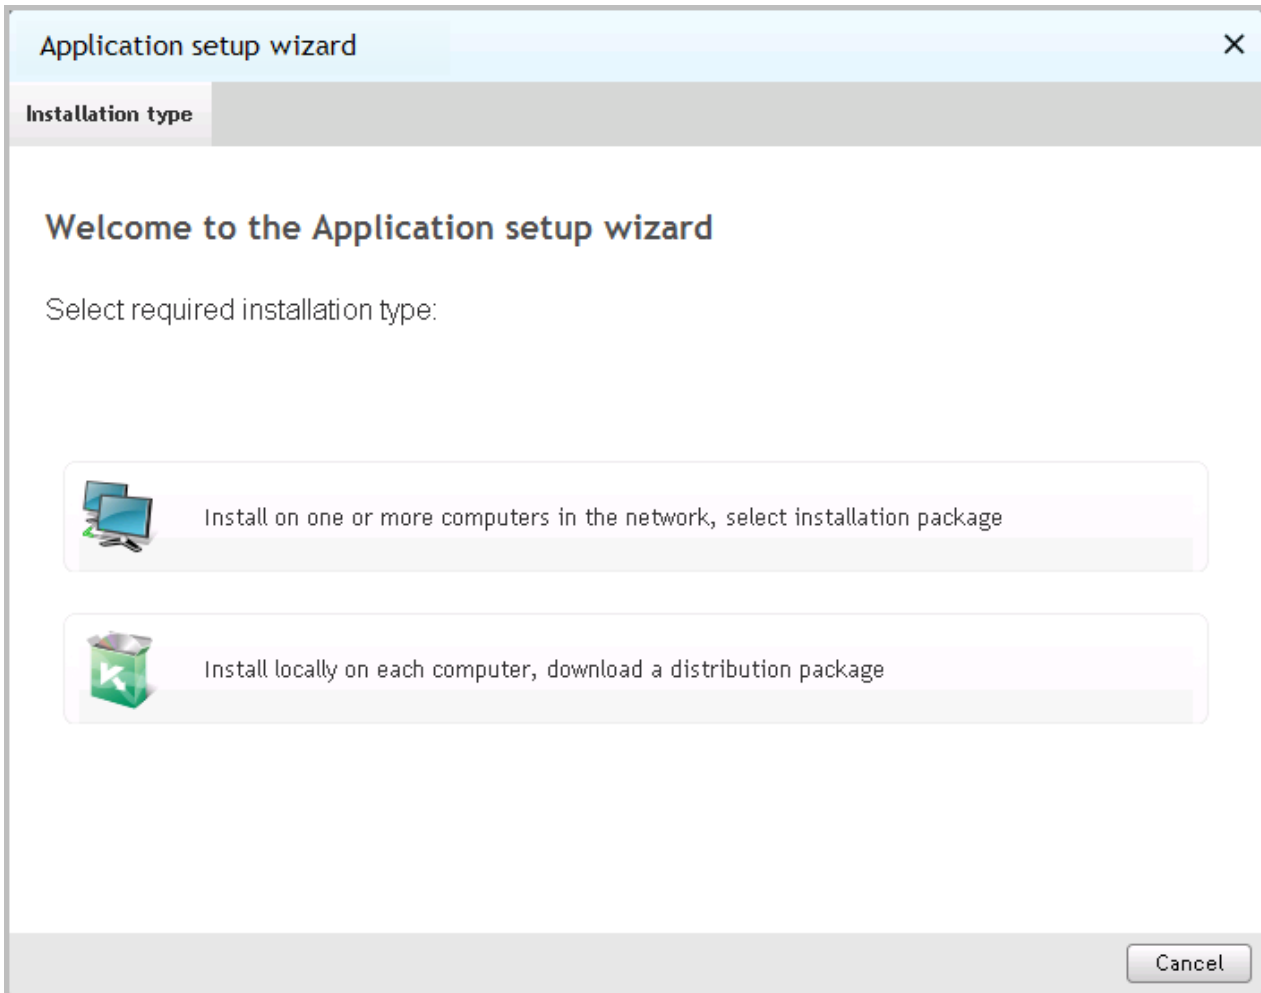 Application setup wizard
Installation type
Welcome to the Application setup wizard
Select required installation type:
Install on one or more computers in the network, select installation package
Install locally on each computer, download a distribution package
Cancel